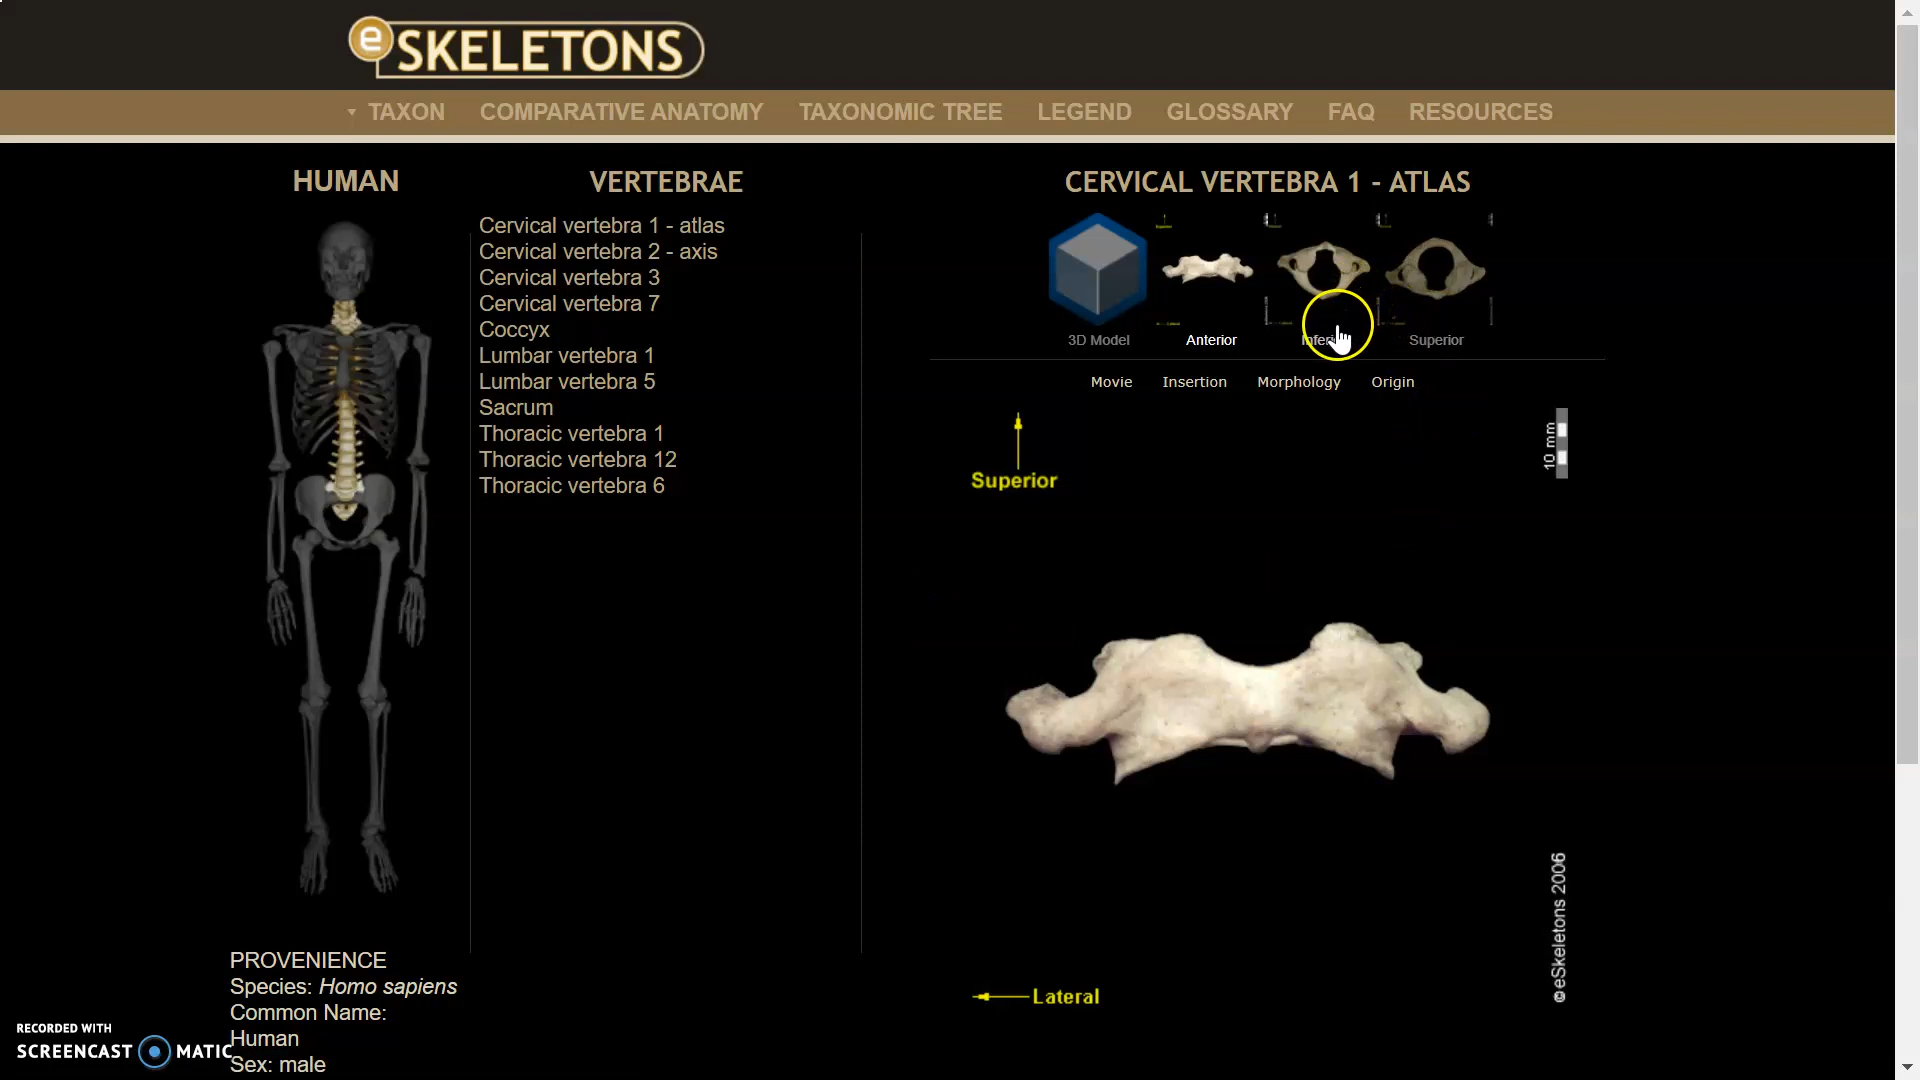 e SKELETONS
TAXON COMPARATIVE ANATOMY TAXONOMIC TREE LEGEND GLOSSARY FAQ RESOURCES
HUMAN
VERTEBRAE
Cervical vertebra 1 - atlas
Cervical vertebra 2 - axis
Cervical vertebra 3
Cervical vertebra 7
Coccyx
Lumbar vertebra 1
Lumbar vertebra 5
Sacrum
Thoracic vertebra 1
Thoracic vertebra 12
Thoracic vertebra 6
CERVICAL VERTEBRA 1 - ATLAS
3D Model Anterior Superior
Movie Insertion Morphology Origin
Superior
10 mm
Lateral
© eSkeletons 2006
PROVENIENCE
Species: Homo sapiens
Common Name:
Human
Sex: male
RECORDED WITH
SCREENCAST MATIC